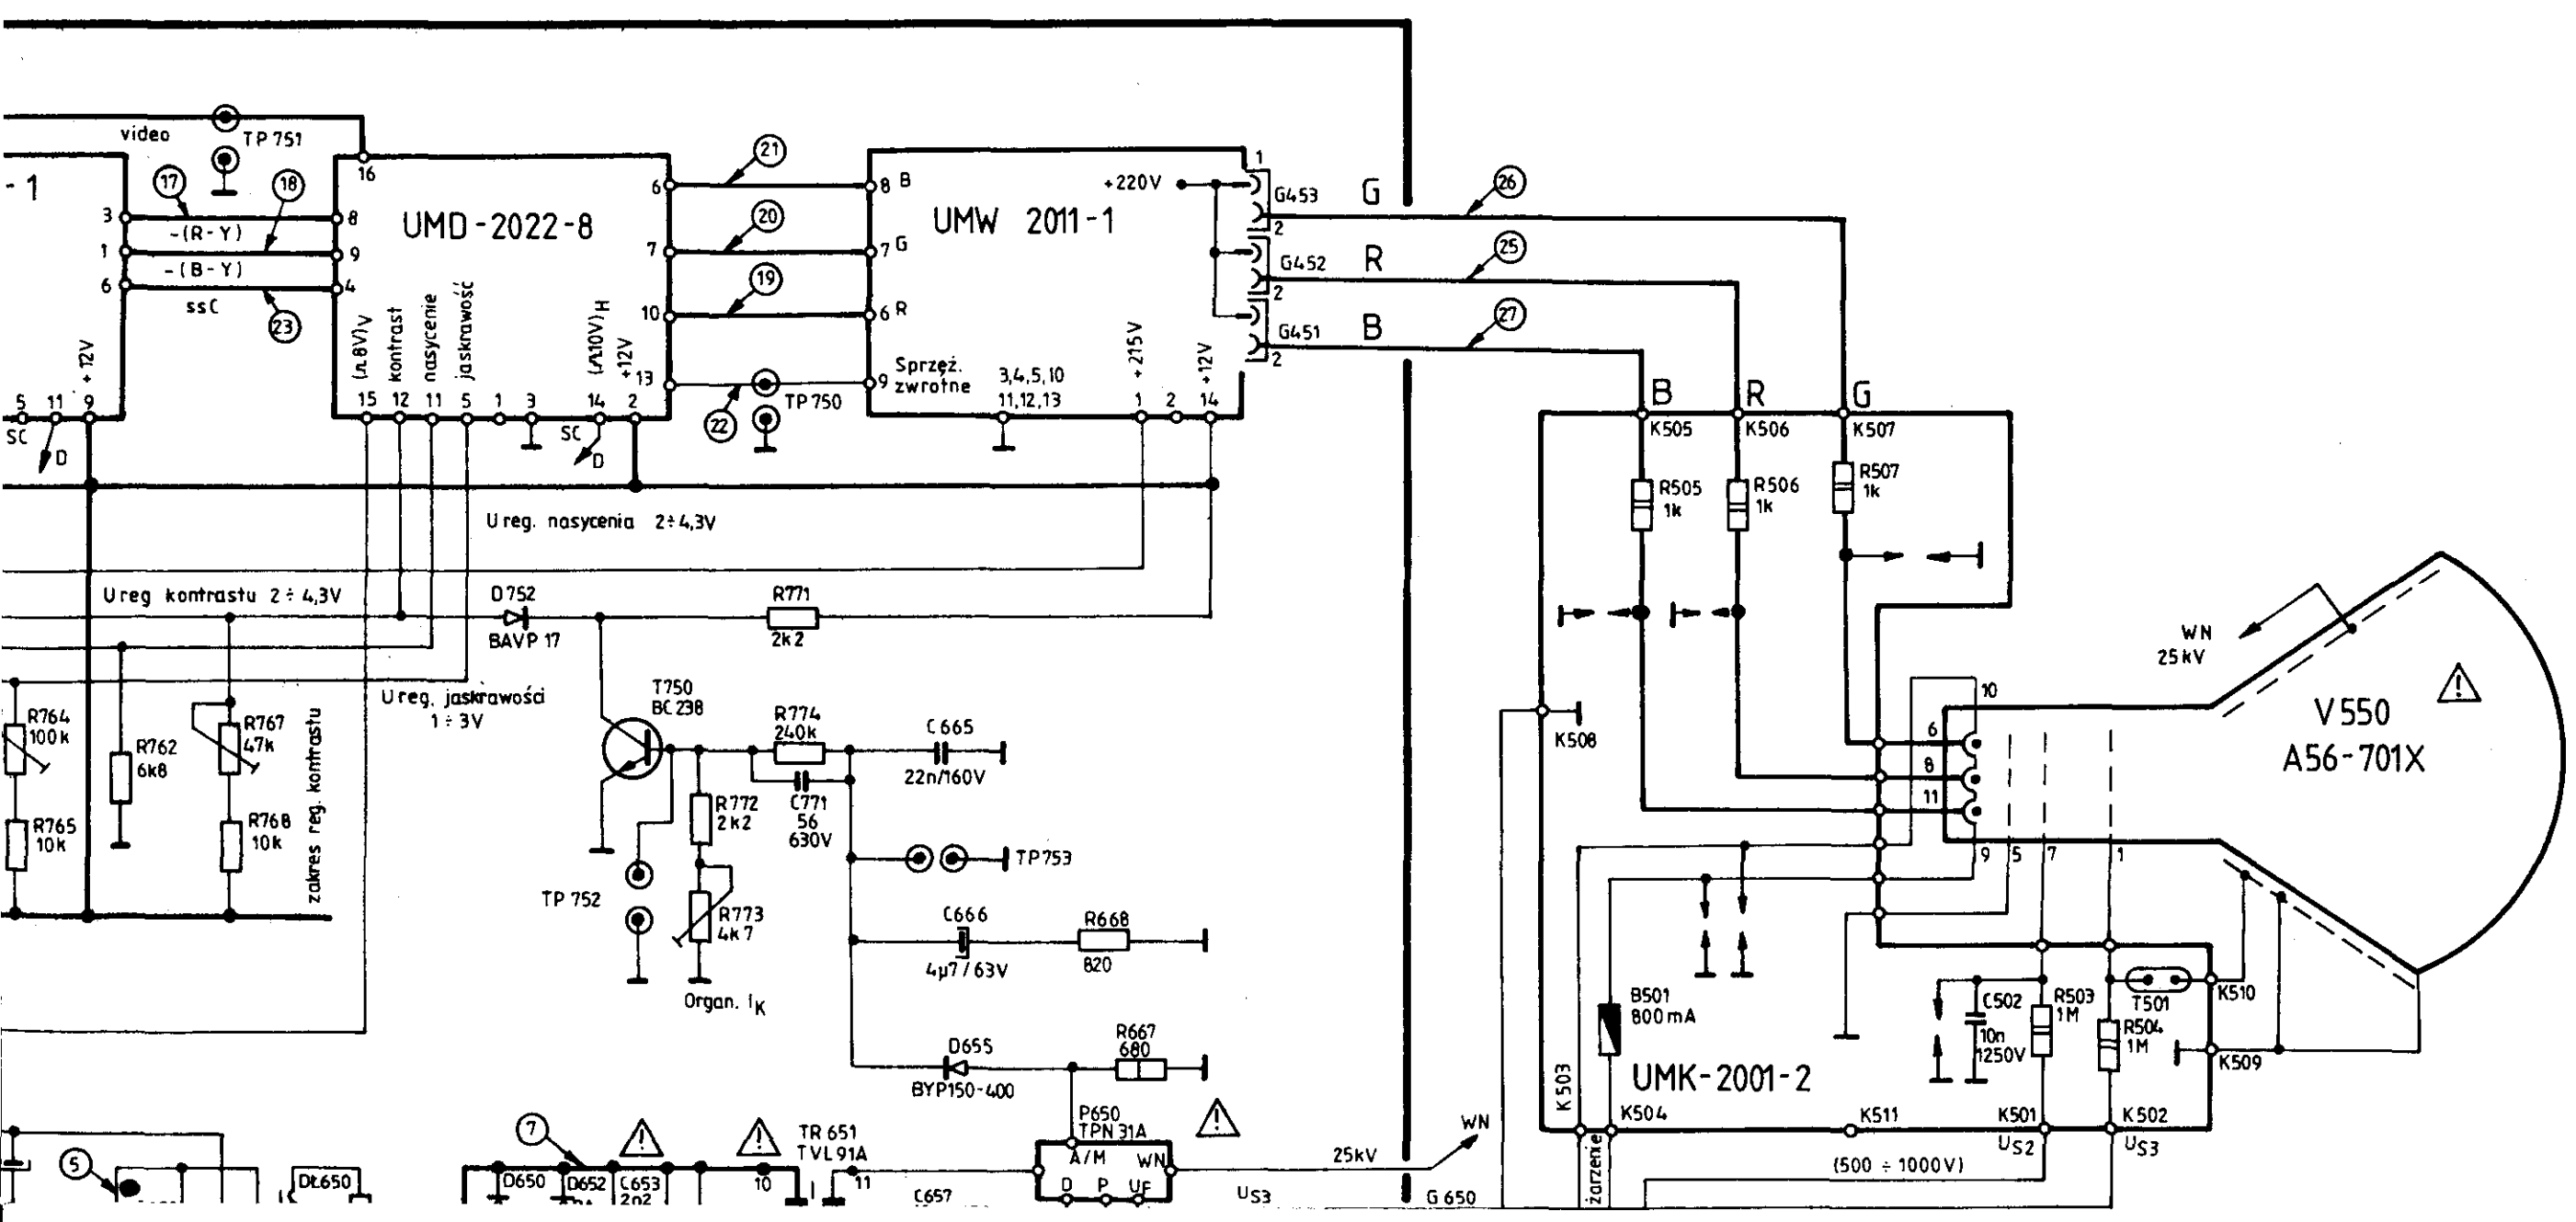 video
TP 751
16
- 1
17
18
3
-(R-Y)
8
1
-(B-Y)
9
6
ssC
4
23
UMD-2022-8
(⊓8V)V
kontrast
nasycenie
jaskrawość
(10V)H
+12V
+12V
15
12
11
5
1
3
14
2
SC
D
5
11
9
SC
D
6
7
10
13
21
20
19
22
TP 750
UMW 2011-1
8 B
7 G
6 R
9
Sprzęż.
zwrotne
3,4,5,10
11,12,13
+215V
+12V
1
2
14
+220V
1
G453
2
G452
2
G451
2
G
R
B
26
25
27
B
R
G
K505
K506
K507
R505
1k
R506
1k
R507
1k
U reg. nasycenia 2÷4,3V
U reg kontrastu 2 ÷ 4,3V
D752
BAVP 17
R771
2k2
U reg. jaskrawości
1 ÷ 3V
R764
100k
R765
10k
R762
6k8
R767
47k
R768
10k
zakres reg. kontrastu
T750
BC 238
R774
240k
C771
56
630V
C665
22n/160V
R772
2k2
R773
4k7
TP 752
Organ. IK
TP753
C666
4µ7/63V
R668
820
D655
BYP150-400
R667
680
K508
WN
25kV
V550
A56-701X
10
6
8
11
9
5
7
1
B501
800mA
C502
10n
1250V
R503
1M
R504
1M
T501
K510
K509
UMK-2001-2
K503
K504
K511
K501
K502
żarzenie
US2
US3
(500 ÷ 1000V)
5
DŁ650
7
D650
D652
C653
2n2
10
TR 651
TVL91A
11
C657
P650
TPN 31A
A/M
WN
D
P
UF
25kV
WN
US3
G 650